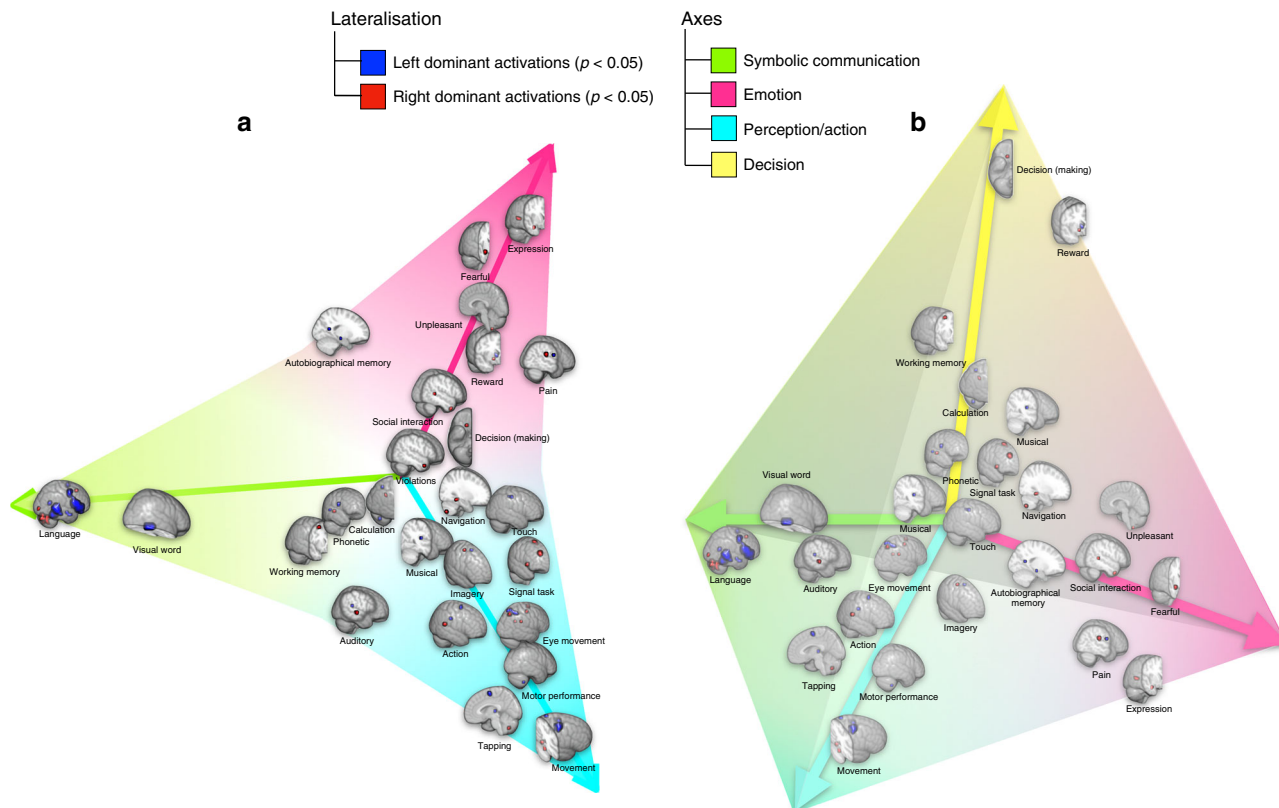 Lateralisation
Left dominant activations (p < 0.05)
Right dominant activations (p < 0.05)
Axes
Symbolic communication
Emotion
Perception/action
Decision
a
Expression
Fearful
Unpleasant
Autobiographical memory
Reward
Pain
Social interaction
Decision (making)
Violations
Language
Visual word
Calculation
Phonetic
Navigation
Touch
Working memory
Musical
Imagery
Signal task
Auditory
Action
Eye movement
Motor performance
Tapping
Movement
b
Decision (making)
Reward
Working memory
Calculation
Musical
Phonetic
Signal task
Visual word
Navigation
Musical
Unpleasant
Touch
Language
Auditory
Eye movement
Autobiographical
memory
Social interaction
Fearful
Imagery
Action
Pain
Tapping
Motor performance
Expression
Movement